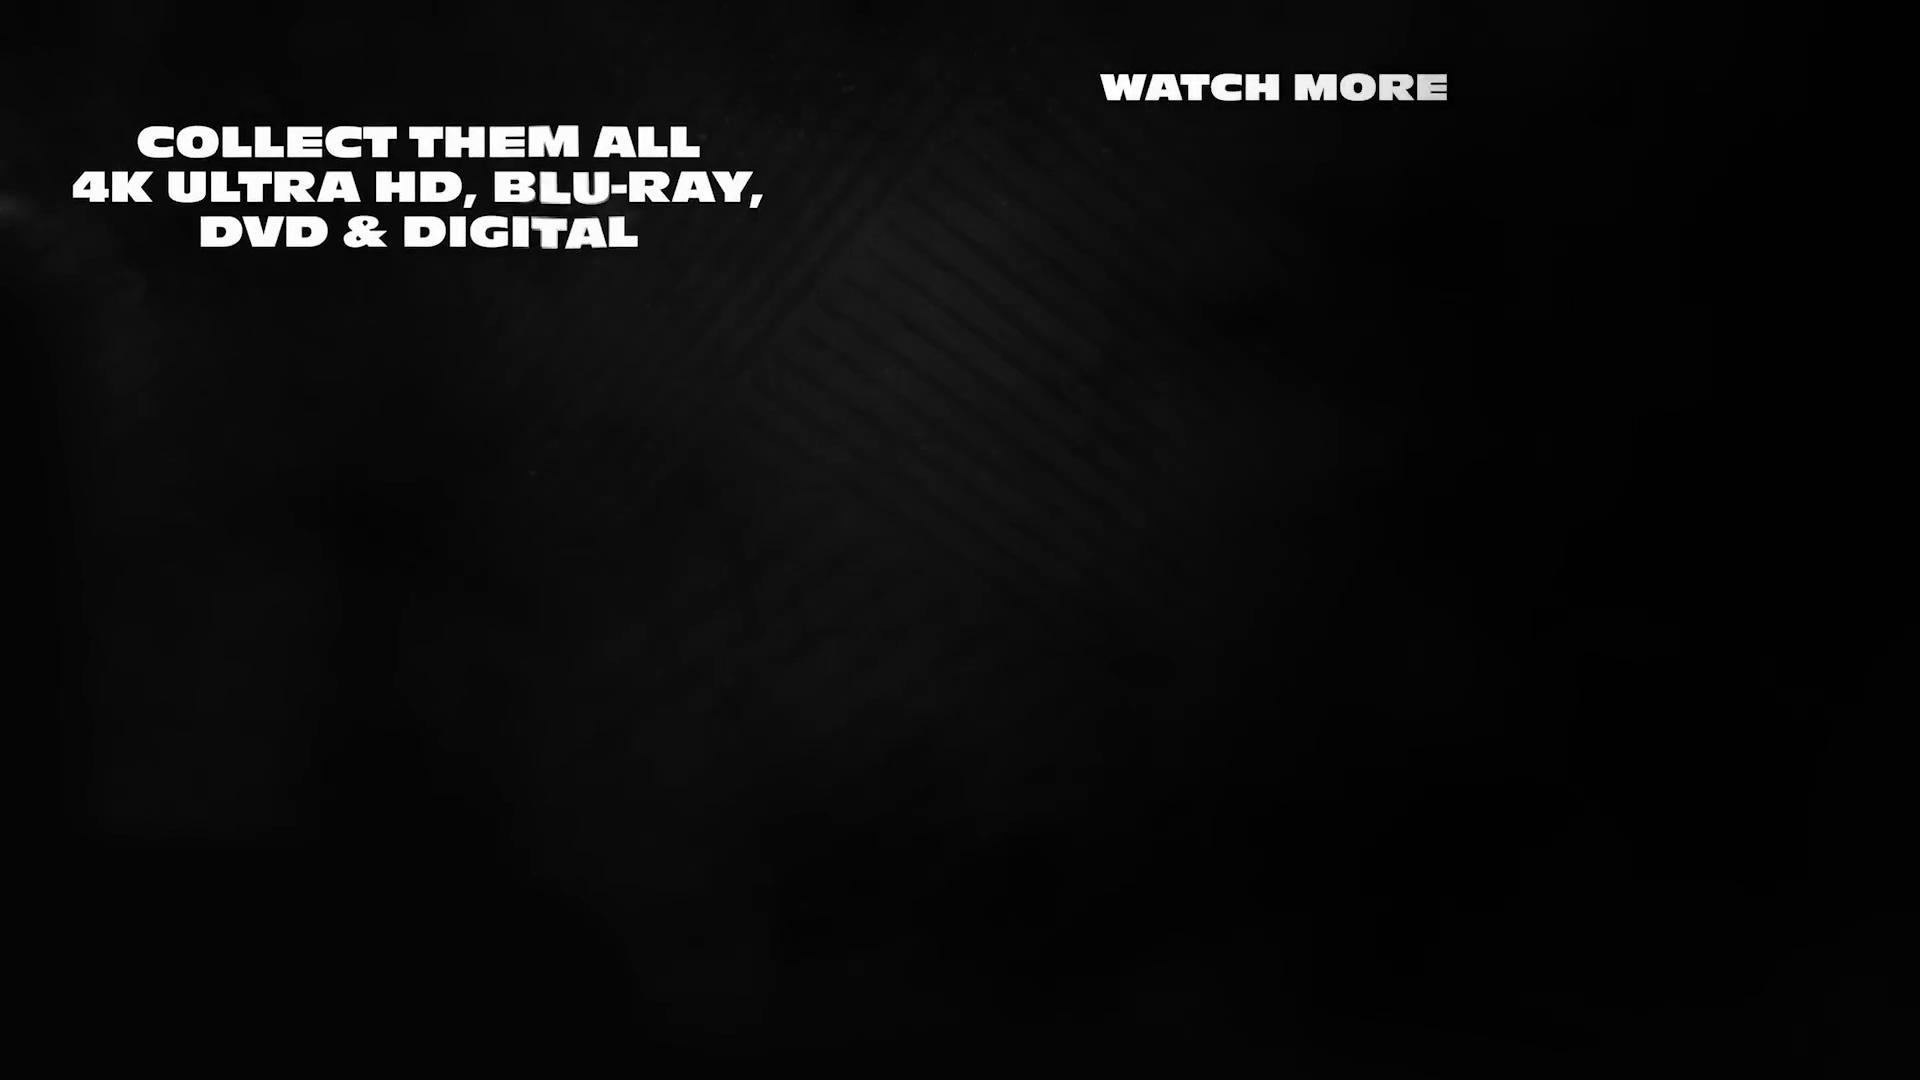 COLLECT THEM ALL
4K ULTRA HD, BLU-RAY,
DVD & DIGITAL
WATCH MORE